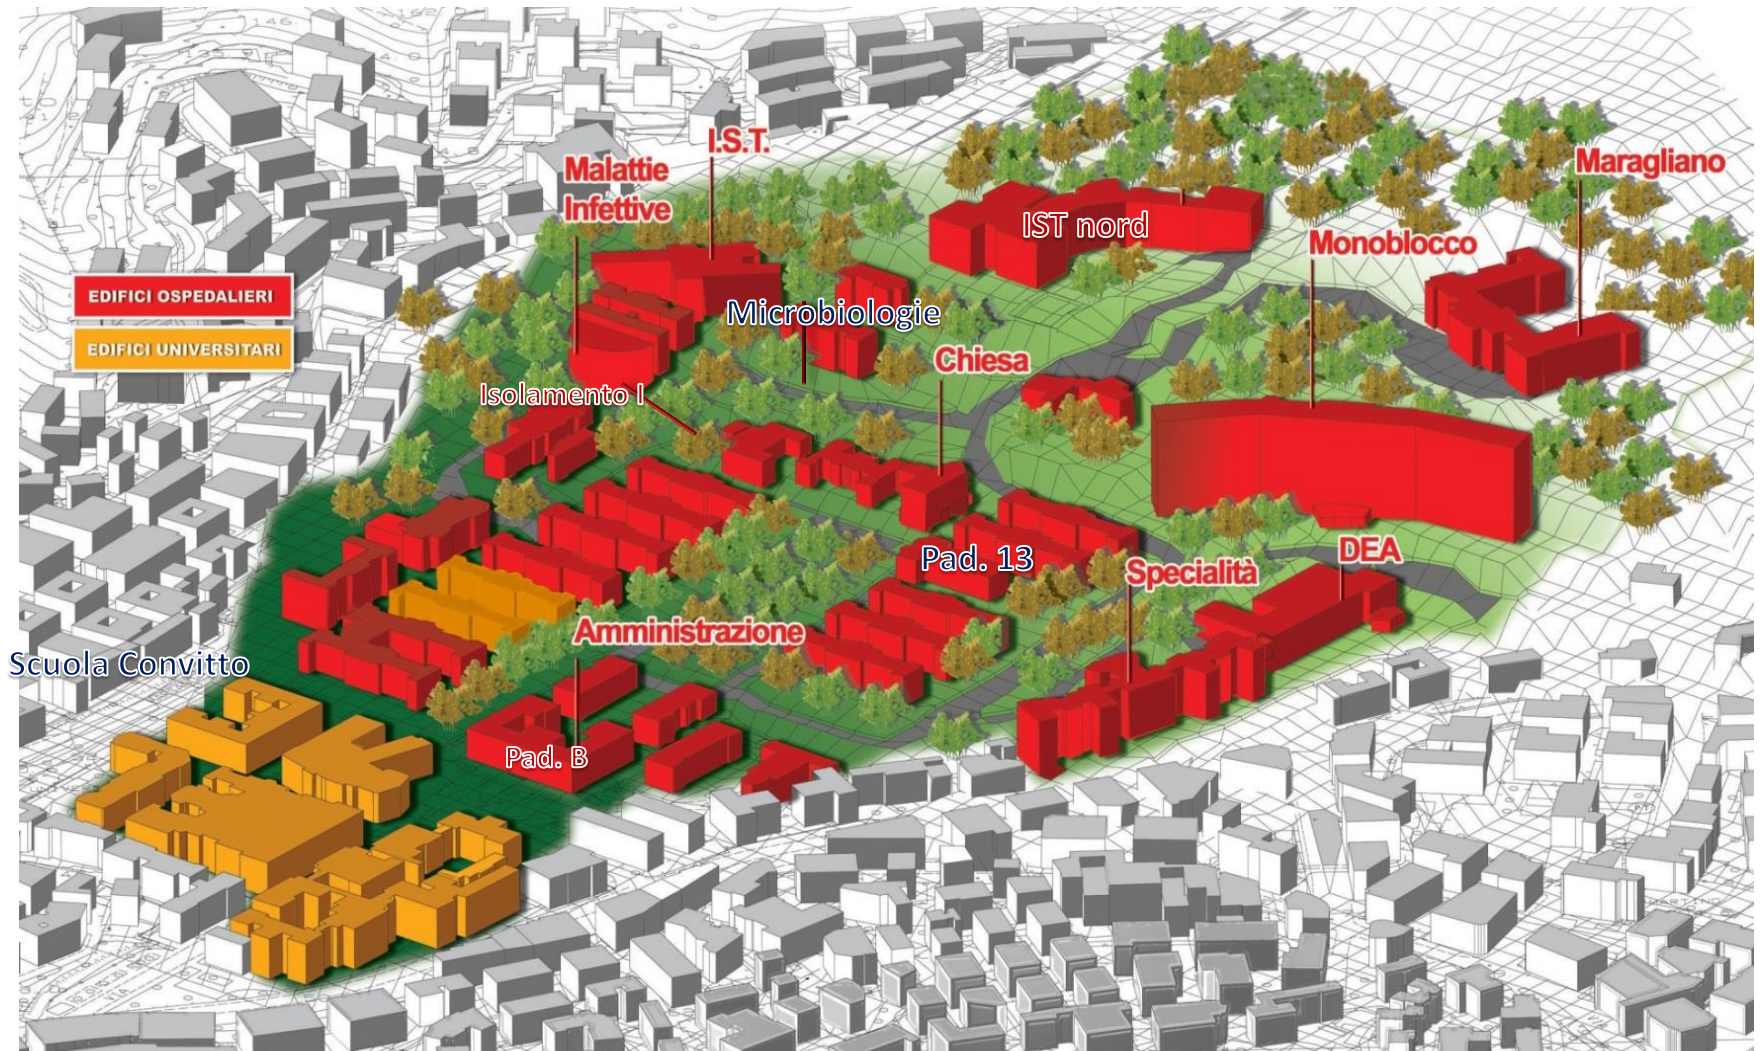 I.S.T.
Malattie
Infettive
Maragliano
IST nord
Monoblocco
EDIFICI OSPEDALIERI
Microbiologie
EDIFICI UNIVERSITARI
Chiesa
Isolamento I
Pad. 13
DEA
Specialità
Amministrazione
Scuola Convitto
Pad. B